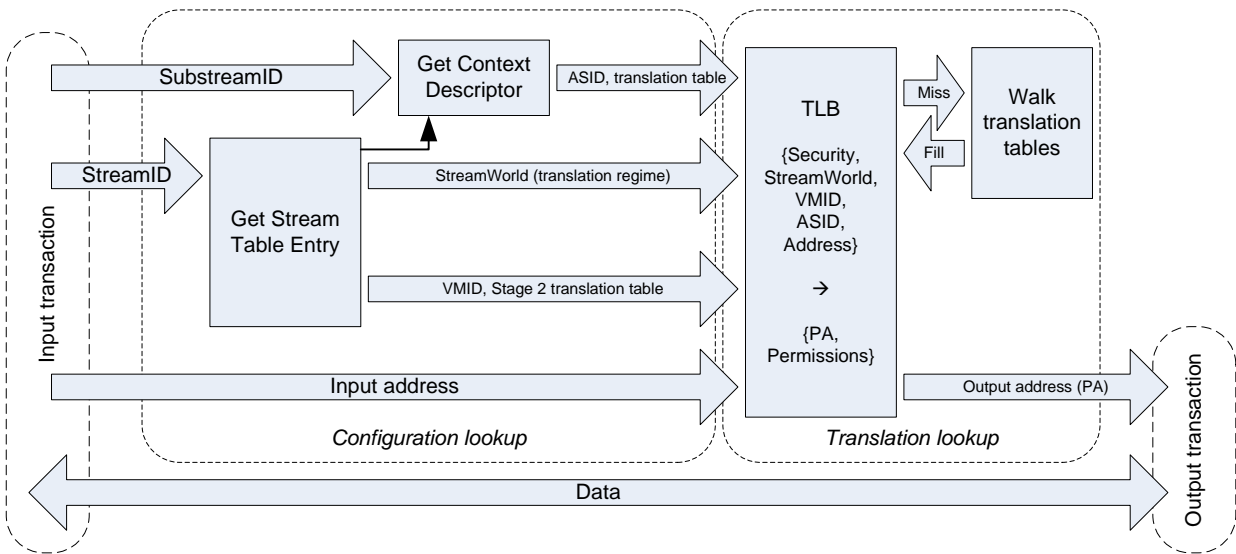 SubstreamID
Get Context
Descriptor
ASID, translation table
TLB
{Security,
StreamWorld,
VMID,
ASID,
Address}
→
{PA,
Permissions}
Miss
Fill
Walk
translation
tables
StreamID
Get Stream
Table Entry
StreamWorld (translation regime)
VMID, Stage 2 translation table
Input transaction
Input address
Output address (PA)
Configuration lookup
Translation lookup
Data
Output transaction